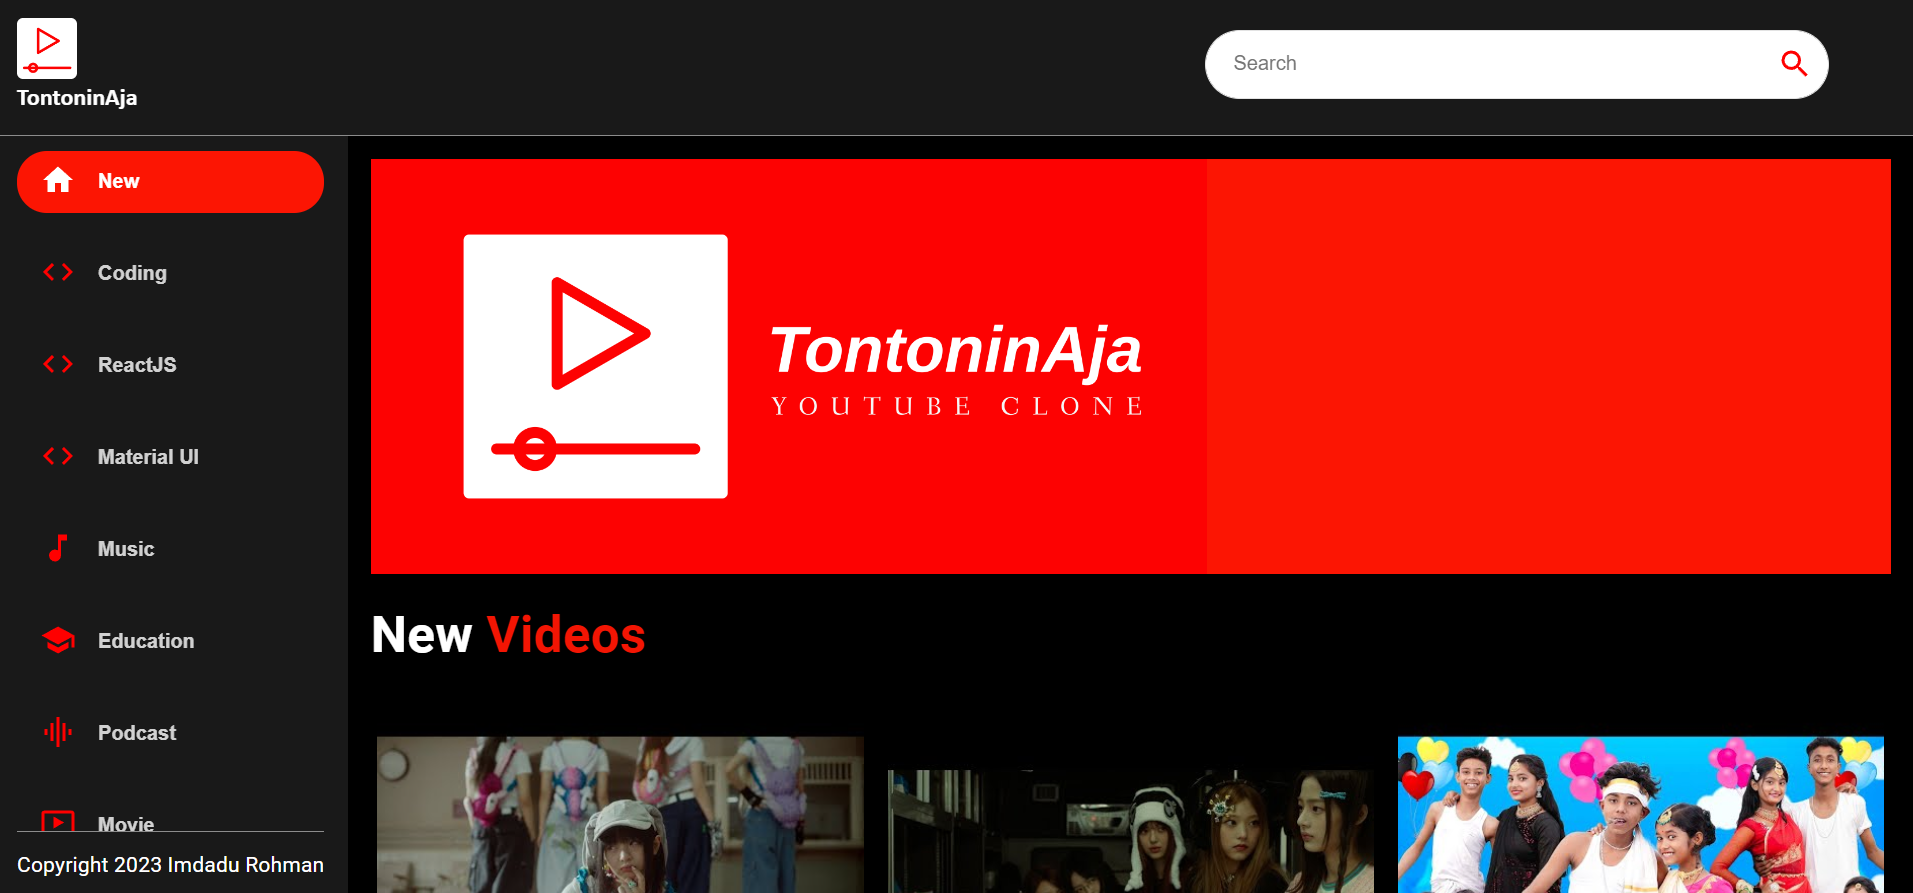 TontoninAja
Search
New
Coding
ReactJS
Material UI
Music
Education
Podcast
Movie
Copyright 2023 Imdadu Rohman
TontoninAja
YOUTUBE CLONE
New Videos